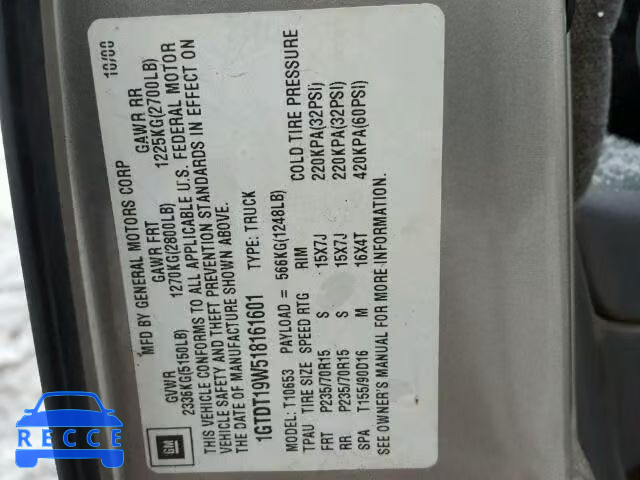 MFD BY GENERAL MOTORS CORP 10/00
GVWR GAWR FRT GAWR RR
2336KG(5150LB) 1270KG(2800LB) 1225KG(2700LB)
THIS VEHICLE CONFORMS TO ALL APPLICABLE U.S. FEDERAL MOTOR
VEHICLE SAFETY AND THEFT PREVENTION STANDARDS IN EFFECT ON
THE DATE OF MANUFACTURE SHOWN ABOVE.
1GTDT19W518161601 TYPE: TRUCK
MODEL: T10653 PAYLOAD = 566KG(1248LB)
TPAU TIRE SIZE SPEED RTG RIM COLD TIRE PRESSURE
FRT P235/70R15 S 15X7J 220KPA(32PSI)
RR P235/70R15 S 15X7J 220KPA(32PSI)
SPA T155/90D16 M 16X4T 420KPA(60PSI)
SEE OWNER'S MANUAL FOR MORE INFORMATION.
GM